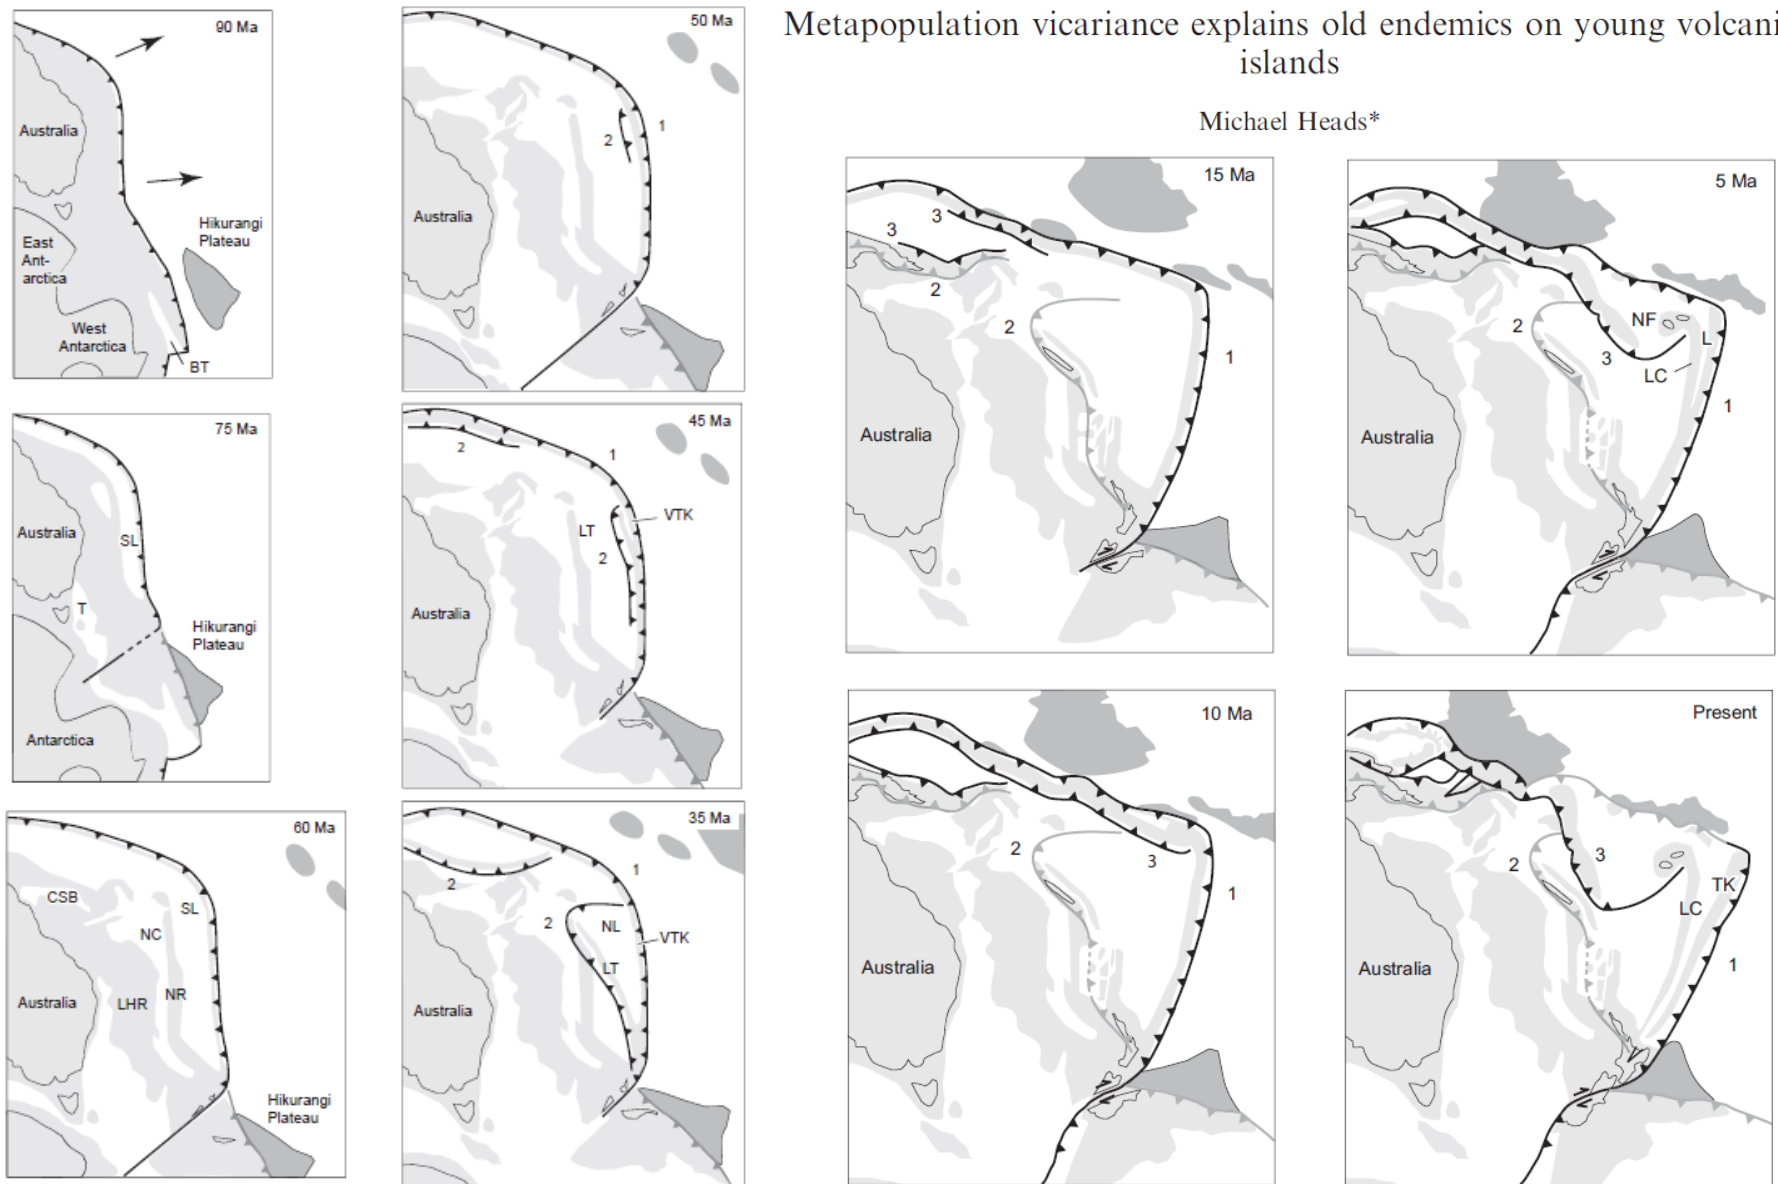 Metapopulation vicariance explains old endemics on young volcani
islands
Michael Heads*
90 Ma
Australia
Hikurangi
Plateau
East
Ant-
arctica
West
Antarctica
BT
75 Ma
Australia
SL
T
Hikurangi
Plateau
Antarctica
60 Ma
CSB
SL
NC
Australia
LHR
NR
Hikurangi
Plateau
50 Ma
1
2
Australia
45 Ma
2
1
VTK
LT
2
Australia
35 Ma
1
2
2
NL
VTK
LT
Australia
15 Ma
3
3
2
2
1
Australia
10 Ma
2
3
1
Australia
5 Ma
NF
2
L
3
LC
1
Australia
Present
2
3
TK
LC
1
Australia